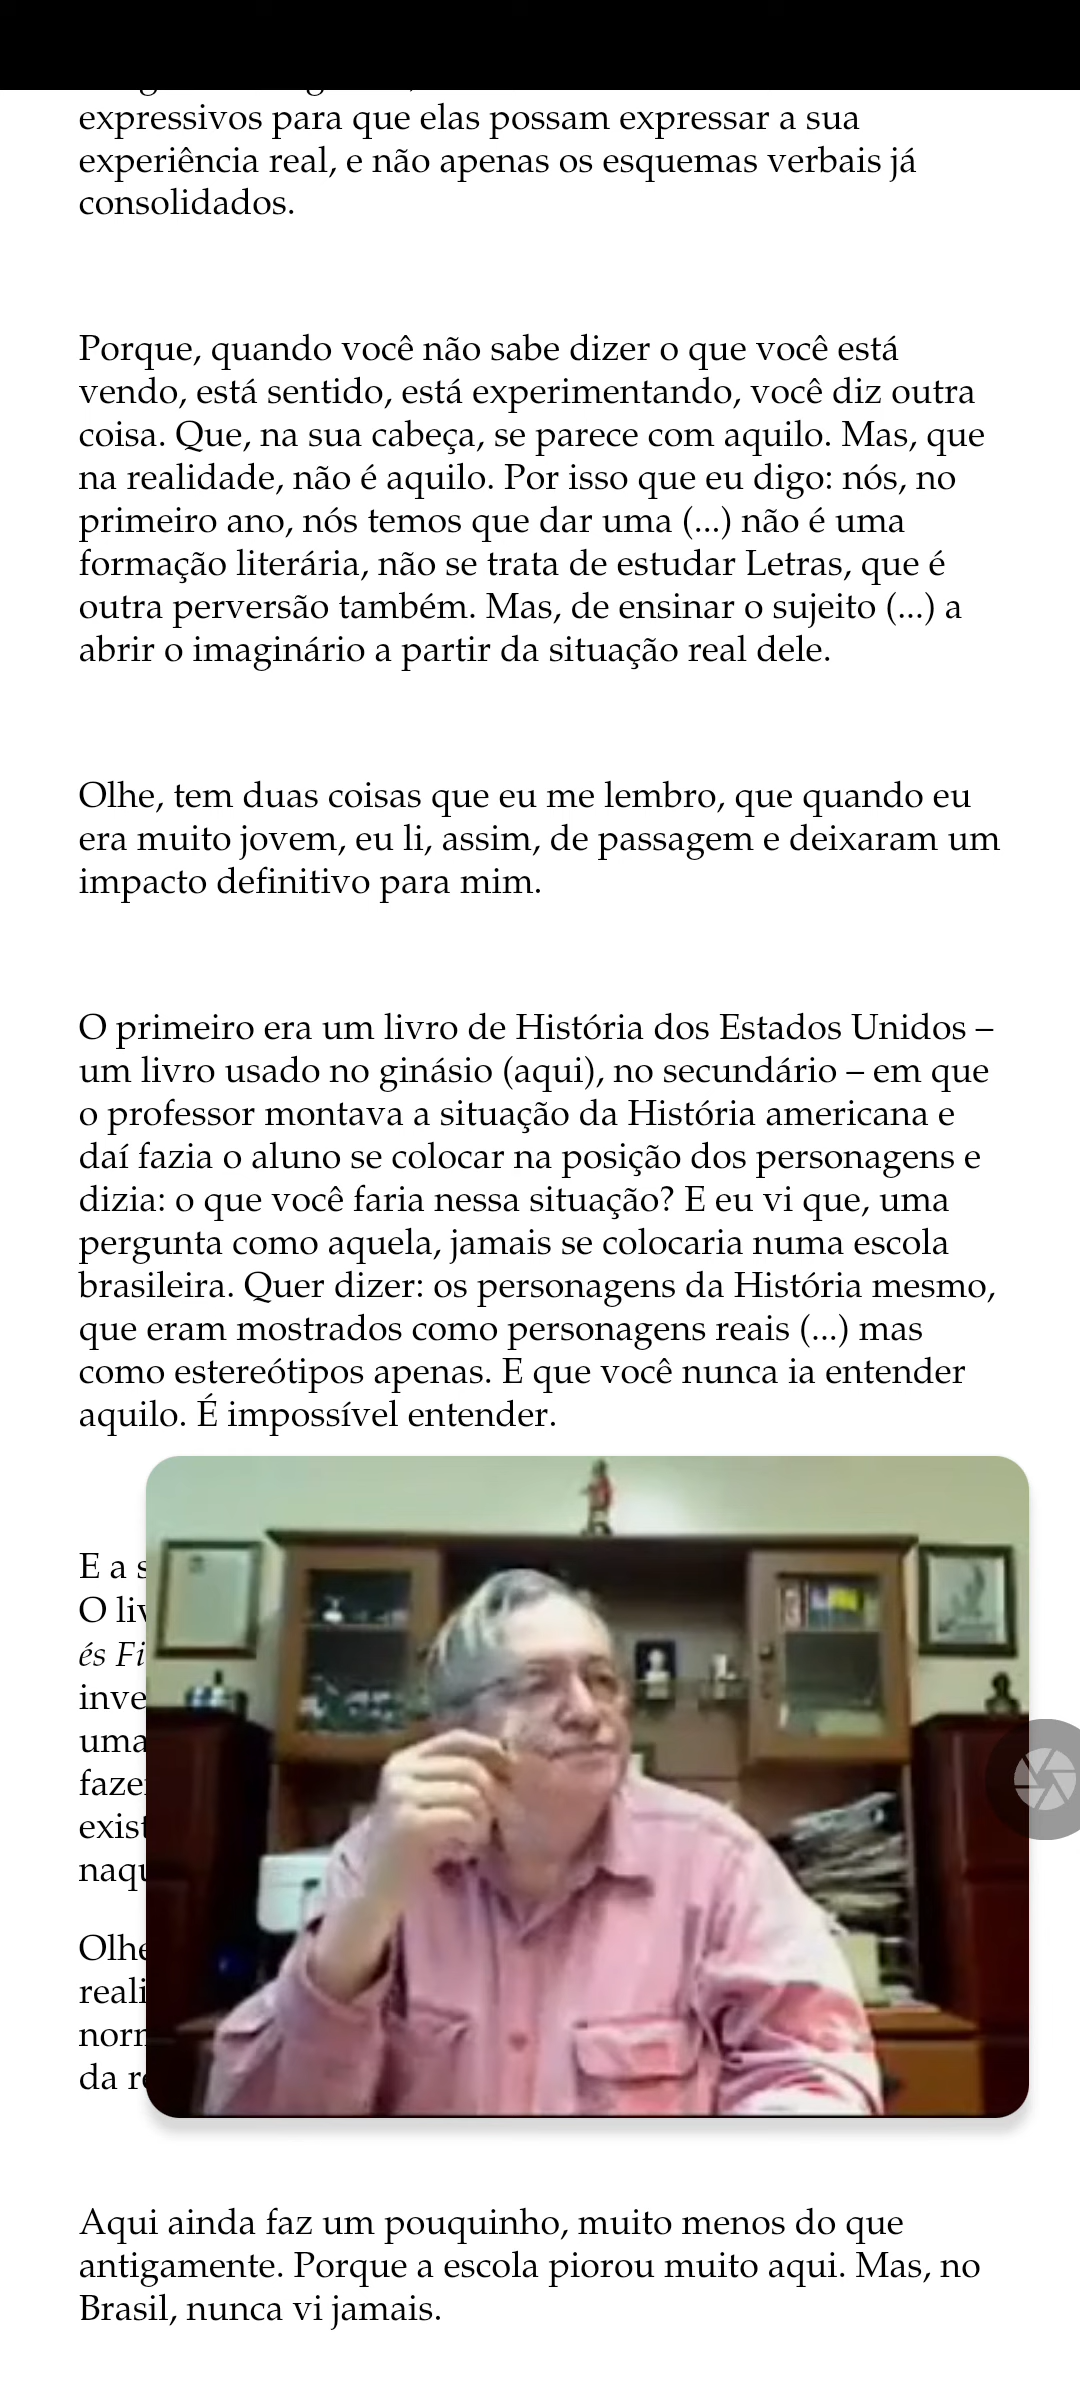 expressivos para que elas possam expressar a sua
experiência real, e não apenas os esquemas verbais já
consolidados.
Porque, quando você não sabe dizer o que você está
vendo, está sentido, está experimentando, você diz outra
coisa. Que, na sua cabeça, se parece com aquilo. Mas, que
na realidade, não é aquilo. Por isso que eu digo: nós, no
primeiro ano, nós temos que dar uma (...) não é uma
formação literária, não se trata de estudar Letras, que é
outra perversão também. Mas, de ensinar o sujeito (...) a
abrir o imaginário a partir da situação real dele.
Olhe, tem duas coisas que eu me lembro, que quando eu
era muito jovem, eu li, assim, de passagem e deixaram um
impacto definitivo para mim.
O primeiro era um livro de História dos Estados Unidos –
um livro usado no ginásio (aqui), no secundário – em que
o professor montava a situação da História americana e
daí fazia o aluno se colocar na posição dos personagens e
dizia: o que você faria nessa situação? E eu vi que, uma
pergunta como aquela, jamais se colocaria numa escola
brasileira. Quer dizer: os personagens da História mesmo,
que eram mostrados como personagens reais (...) mas
como estereótipos apenas. E que você nunca ia entender
aquilo. É impossível entender.
E a
O
és
da
Aqui ainda faz um pouquinho, muito menos do que
antigamente. Porque a escola piorou muito aqui. Mas, no
Brasil, nunca vi jamais.